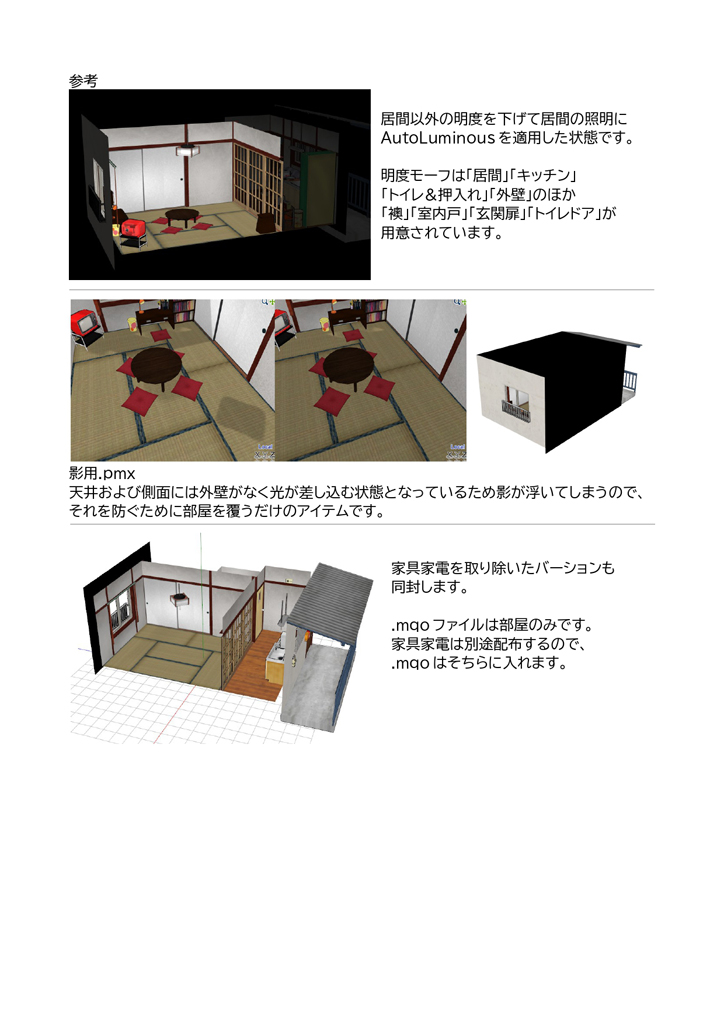 参考
居間以外の明度を下げて居間の照明に
AutoLuminousを適用した状態です。
明度モーフは「居間」「キッチン」
「トイレ＆押入れ」「外壁」のほか
「襖」「室内戸」「玄関扉」「トイレドア」が
用意されています。
影用.pmx
天井および側面には外壁がなく光が差し込む状態となっているため影が浮いてしまうので、
それを防ぐために部屋を覆うだけのアイテムです。
家具家電を取り除いたバーションも
同封します。
.mqoファイルは部屋のみです。
家具家電は別途配布するので、
.mqoはそちらに入れます。